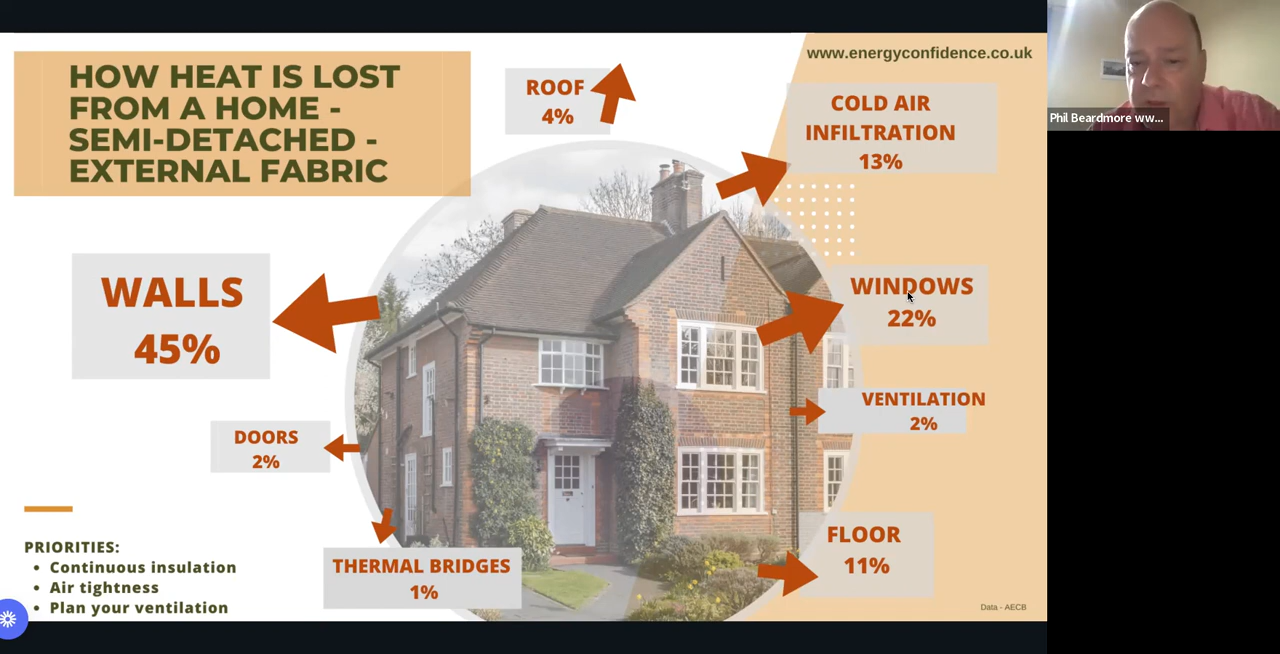 www.energyconfidence.co.uk
HOW HEAT IS LOST
FROM A HOME -
SEMI-DETACHED -
EXTERNAL FABRIC
ROOF
4%
COLD AIR
INFILTRATION
13%
WALLS
45%
WINDOWS
22%
VENTILATION
2%
DOORS
2%
THERMAL BRIDGES
1%
FLOOR
11%
PRIORITIES:
• Continuous insulation
• Air tightness
• Plan your ventilation
Data - AECB
Phil Beardmore ww...